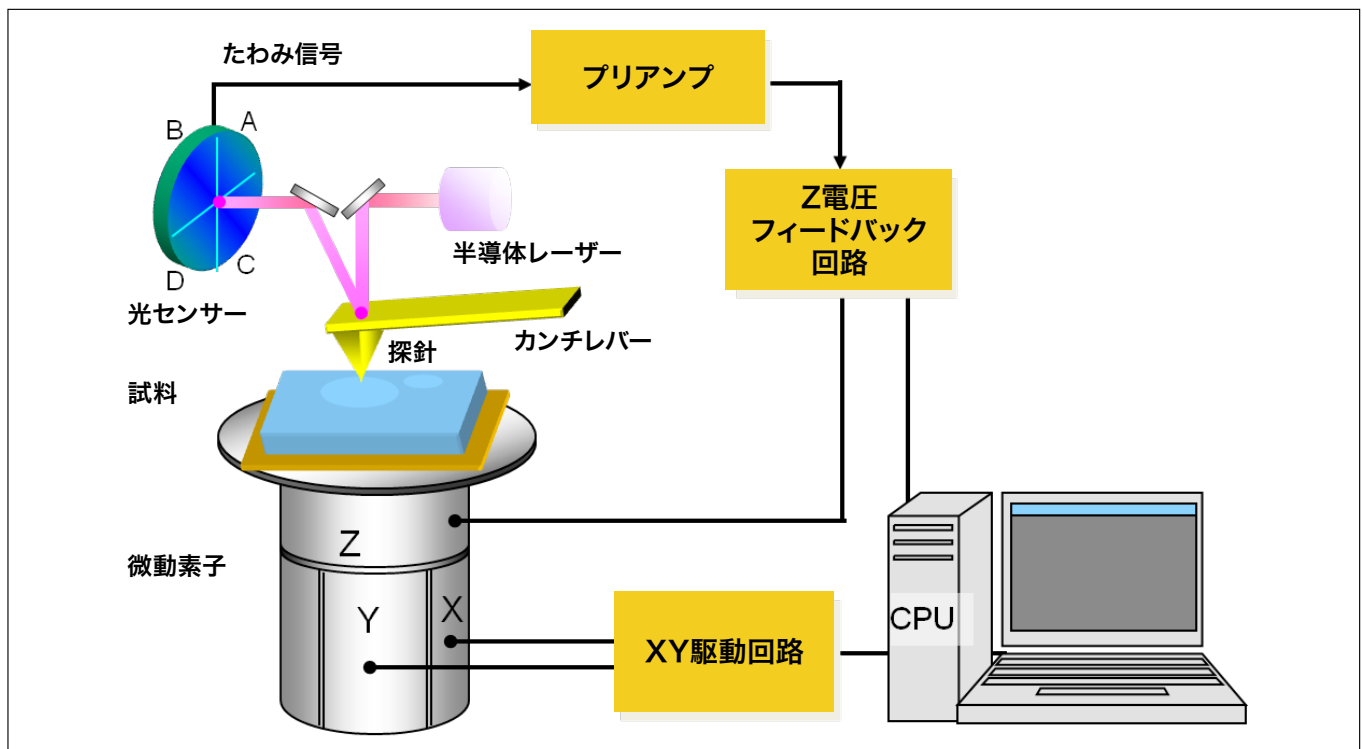 たわみ信号
プリアンプ
B
A
D
C
光センサー
半導体レーザー
Z電圧
フィードバック
回路
カンチレバー
探針
試料
Z
微動素子
Y
X
XY駆動回路
CPU